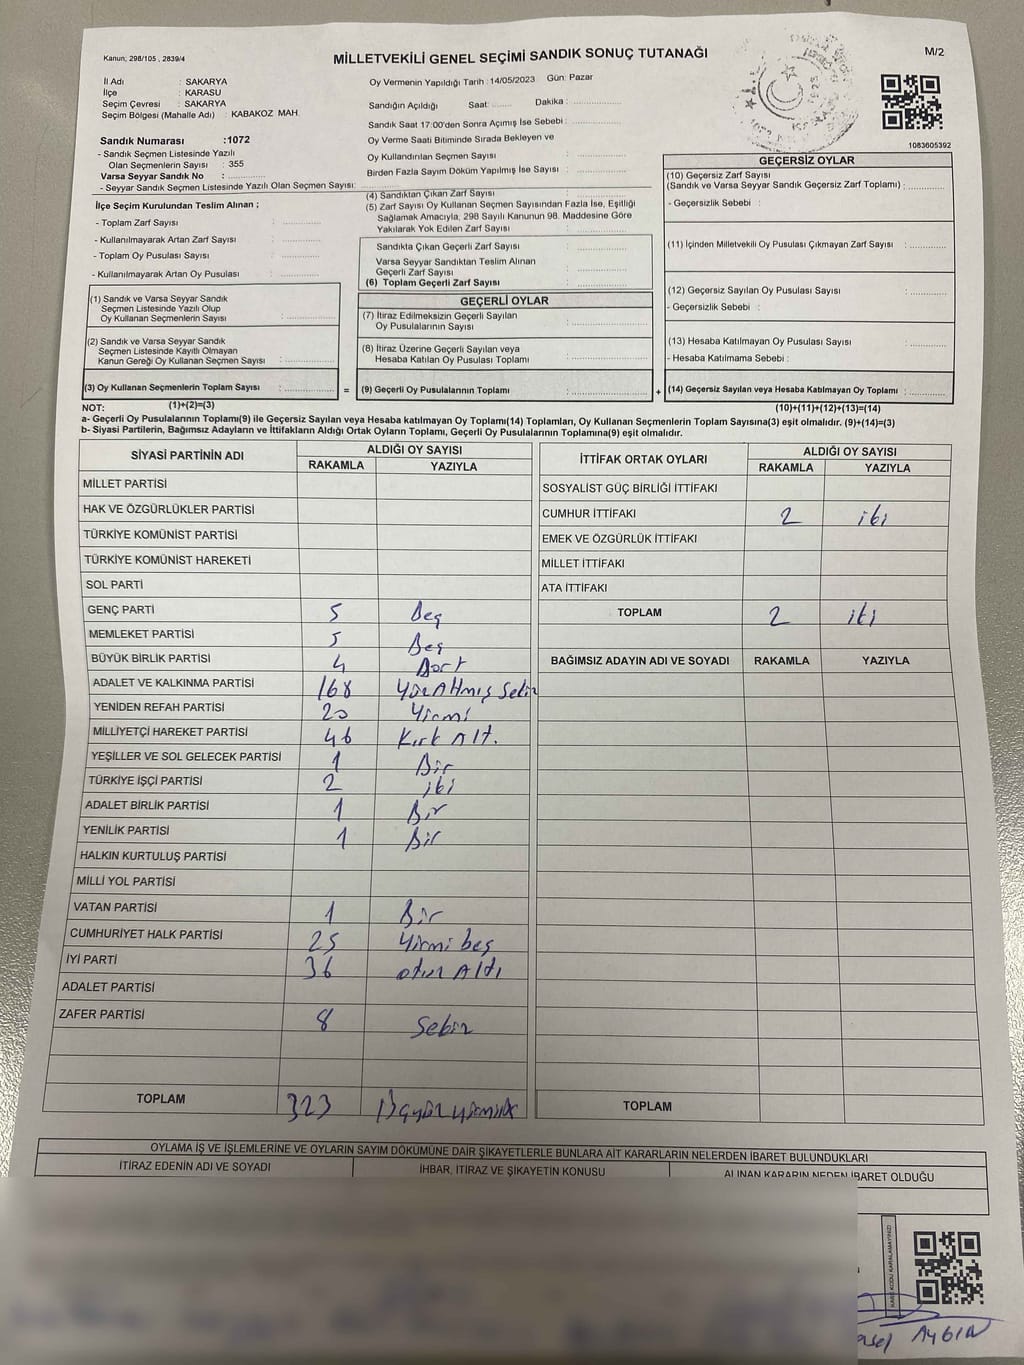 Kanun; 298/105 , 2839/4
MİLLETVEKİLİ GENEL SEÇİMİ SANDIK SONUÇ TUTANAĞI
M/2
İl Adı : SAKARYA
İlçe : KARASU
Seçim Çevresi : SAKARYA
Seçim Bölgesi (Mahalle Adı) : KABAKOZ MAH.
Sandık Numarası :1072
- Sandık Seçmen Listesinde Yazılı
Olan Seçmenlerin Sayısı : 355
Varsa Seyyar Sandık No :
- Seyyar Sandık Seçmen Listesinde Yazılı Olan Seçmen Sayısı:
Oy Vermenin Yapıldığı Tarih : 14/05/2023 Gün: Pazar
Sandığın Açıldığı Saat: Dakika :
Sandık Saat 17:00'den Sonra Açımış İse Sebebi :
Oy Verme Saati Bitiminde Sırada Bekleyen ve
Oy Kullandırılan Seçmen Sayısı :
Birden Fazla Sayım Döküm Yapılmış İse Sayısı :
1083605392
İlçe Seçim Kurulundan Teslim Alınan ;
- Toplam Zarf Sayısı :
- Kullanılmayarak Artan Zarf Sayısı :
- Toplam Oy Pusulası Sayısı :
- Kullanılmayarak Artan Oy Pusulası :
(1) Sandık ve Varsa Seyyar Sandık
Seçmen Listesinde Yazılı Olup
Oy Kullanan Seçmenlerin Sayısı :
(2) Sandık ve Varsa Seyyar Sandık
Seçmen Listesinde Kayıtlı Olmayan
Kanun Gereği Oy Kullanan Seçmen Sayısı :
(3) Oy Kullanan Seçmenlerin Toplam Sayısı :
(1)+(2)=(3)
(4) Sandıktan Çıkan Zarf Sayısı :
(5) Zarf Sayısı Oy Kullanan Seçmen Sayısından Fazla İse, Eşitliği
Sağlamak Amacıyla, 298 Sayılı Kanunun 98. Maddesine Göre
Yakılarak Yok Edilen Zarf Sayısı :
Sandıkta Çıkan Geçerli Zarf Sayısı :
Varsa Seyyar Sandıktan Teslim Alınan
Geçerli Zarf Sayısı :
(6) Toplam Geçerli Zarf Sayısı :
GEÇERLİ OYLAR
(7) İtiraz Edilmeksizin Geçerli Sayılan
Oy Pusulalarının Sayısı :
(8) İtiraz Üzerine Geçerli Sayılan veya
Hesaba Katılan Oy Pusulası Toplamı :
= (9) Geçerli Oy Pusulalarının Toplamı :
GEÇERSİZ OYLAR
(10) Geçersiz Zarf Sayısı
(Sandık ve Varsa Seyyar Sandık Geçersiz Zarf Toplamı) :
- Geçersizlik Sebebi :
(11) İçinden Milletvekili Oy Pusulası Çıkmayan Zarf Sayısı :
(12) Geçersiz Sayılan Oy Pusulası Sayısı :
- Geçersizlik Sebebi :
(13) Hesaba Katılmayan Oy Pusulası Sayısı :
- Hesaba Katılmama Sebebi :
+ (14) Geçersiz Sayılan veya Hesaba Katılmayan Oy Toplamı :
(10)+(11)+(12)+(13)=(14)
NOT:
a- Geçerli Oy Pusulalarının Toplamı(9) ile Geçersiz Sayılan veya Hesaba katılmayan Oy Toplamı(14) Toplamları, Oy Kullanan Seçmenlerin Toplam Sayısına(3) eşit olmalıdır. (9)+(14)=(3)
b- Siyasi Partilerin, Bağımsız Adayların ve İttifakların Aldığı Ortak Oyların Toplamı, Geçerli Oy Pusulalarının Toplamına(9) eşit olmalıdır.
SİYASİ PARTİNİN ADI ALDIĞI OY SAYISI
RAKAMLA YAZIYLA
MİLLET PARTİSİ
HAK VE ÖZGÜRLÜKLER PARTİSİ
TÜRKİYE KOMÜNİST PARTİSİ
TÜRKİYE KOMÜNİST HAREKETİ
SOL PARTİ
GENÇ PARTİ 5 Beş
MEMLEKET PARTİSİ 5 Beş
BÜYÜK BİRLİK PARTİSİ 4 Dört
ADALET VE KALKINMA PARTİSİ 168 Yüz Altmış Sekiz
YENİDEN REFAH PARTİSİ 20 Yirmi
MİLLİYETÇİ HAREKET PARTİSİ 46 Kırk Altı
YEŞİLLER VE SOL GELECEK PARTİSİ 1 Bir
TÜRKİYE İŞÇİ PARTİSİ 2 iki
ADALET BİRLİK PARTİSİ 1 Bir
YENİLİK PARTİSİ 1 Bir
HALKIN KURTULUŞ PARTİSİ
MİLLİ YOL PARTİSİ
VATAN PARTİSİ 1 Bir
CUMHURİYET HALK PARTİSİ 25 Yirmi beş
İYİ PARTİ 36 otuz Altı
ADALET PARTİSİ
ZAFER PARTİSİ 8 Sekiz
TOPLAM 323
İTTİFAK ORTAK OYLARI ALDIĞI OY SAYISI
RAKAMLA YAZIYLA
SOSYALİST GÜÇ BİRLİĞİ İTTİFAKI
CUMHUR İTTİFAKI 2 iki
EMEK VE ÖZGÜRLÜK İTTİFAKI
MİLLET İTTİFAKI
ATA İTTİFAKI
TOPLAM 2 iki
BAĞIMSIZ ADAYIN ADI VE SOYADI RAKAMLA YAZIYLA
TOPLAM
OYLAMA İŞ VE İŞLEMLERİNE VE OYLARIN SAYIM DÖKÜMÜNE DAİR ŞİKAYETLERLE BUNLARA AİT KARARLARIN NELERDEN İBARET BULUNDUKLARI
İTİRAZ EDENİN ADI VE SOYADI İHBAR, İTİRAZ VE ŞİKAYETİN KONUSU ALINAN KARARIN NEDEN İBARET OLDUĞU
KARE KODU KARALAMAYINIZ!
AYDIN